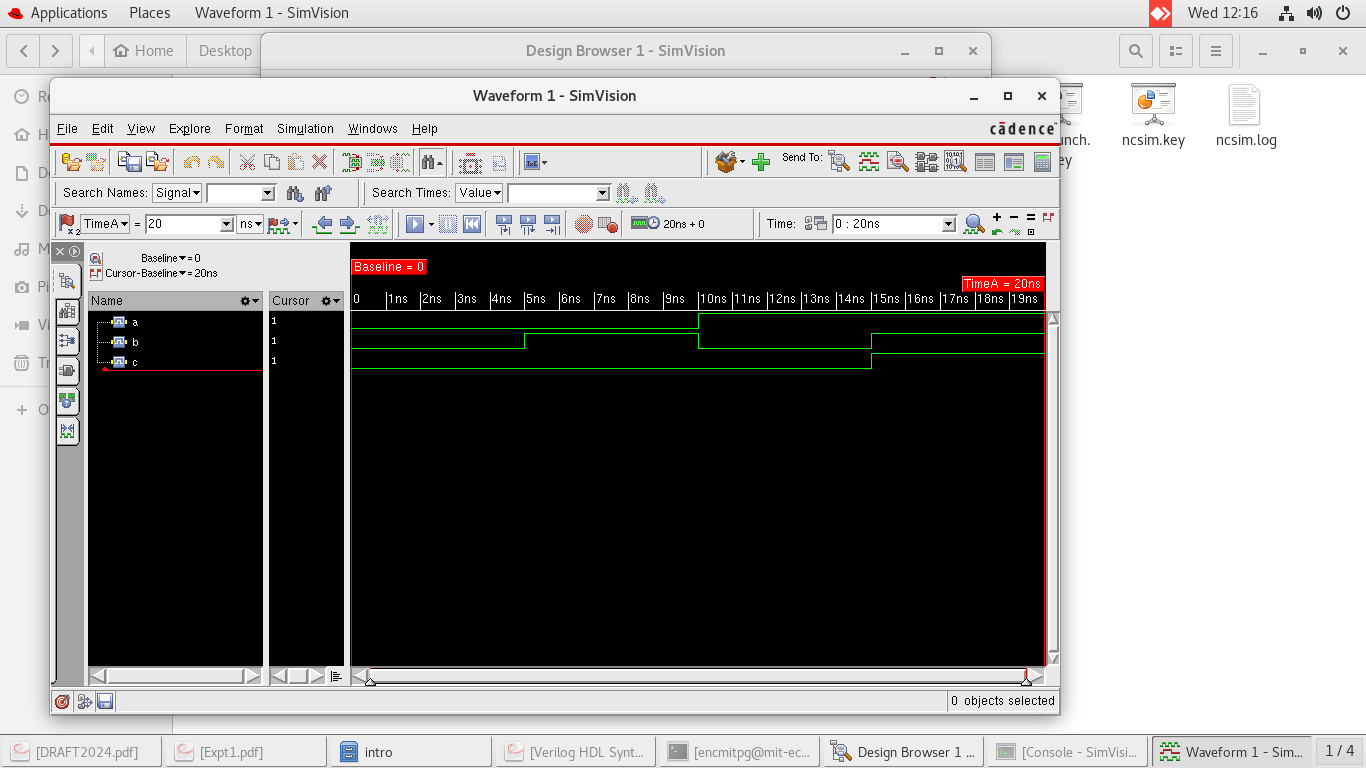 Applications Places Waveform 1 - SimVision Wed 12:16
Home Desktop Design Browser 1 - SimVision
Waveform 1 - SimVision
File Edit View Explore Format Simulation Windows Help cādence
Send To:
Search Names: Signal Search Times: Value
TimeA = 20 ns 20ns + 0 Time: 0 : 20ns
Baseline = 0
Cursor-Baseline = 20ns
Baseline = 0
TimeA = 20ns
Name Cursor 0 1ns 2ns 3ns 4ns 5ns 6ns 7ns 8ns 9ns 10ns 11ns 12ns 13ns 14ns 15ns 16ns 17ns 18ns 19ns
a 1
b 1
c 1
0 objects selected
ncsim.key ncsim.log
[DRAFT2024.pdf] [Expt1.pdf] intro [Verilog HDL Synt... [encmitpg@mit-ec... Design Browser 1 ... [Console - SimVisi... Waveform 1 - Sim... 1 / 4